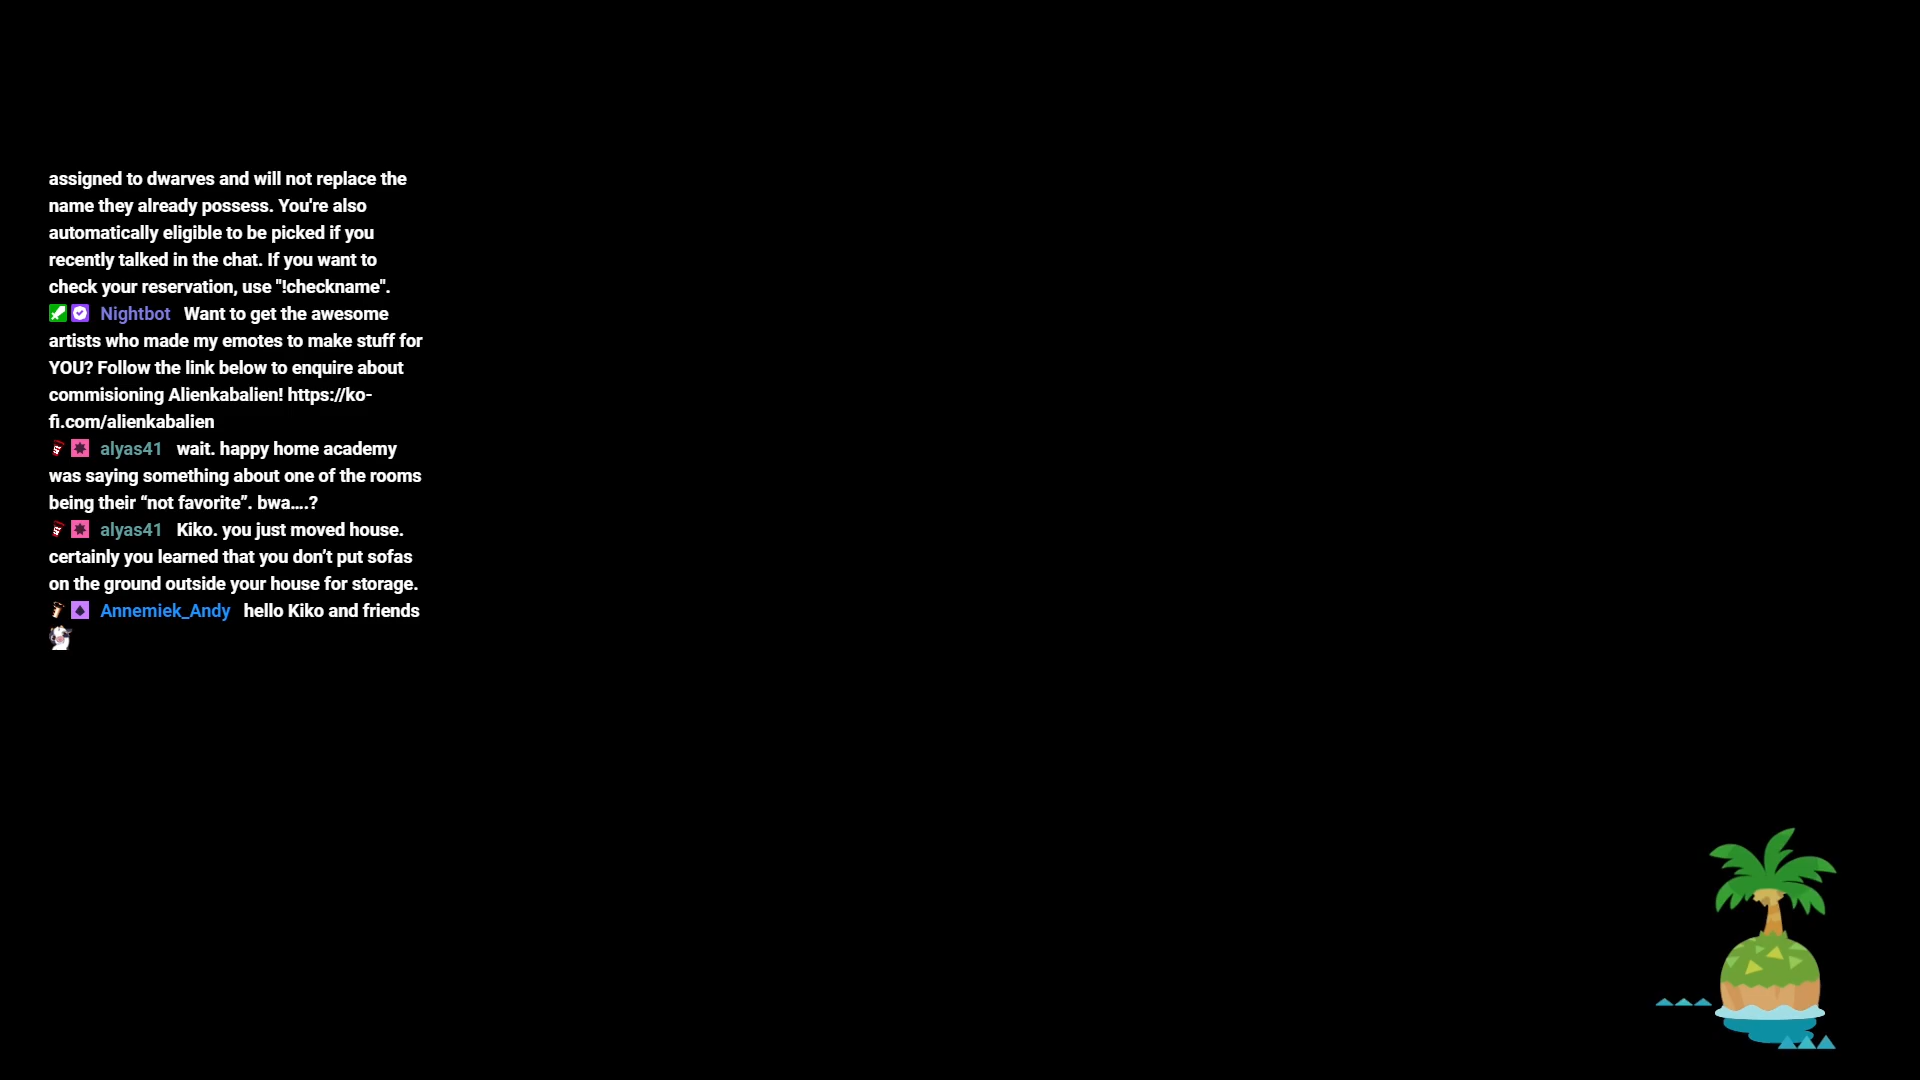 assigned to dwarves and will not replace the
name they already possess. You're also
automatically eligible to be picked if you
recently talked in the chat. If you want to
check your reservation, use "!checkname".
Nightbot Want to get the awesome
artists who made my emotes to make stuff for
YOU? Follow the link below to enquire about
commisioning Alienkabalien! https://ko-
fi.com/alienkabalien
alyas41 wait. happy home academy
was saying something about one of the rooms
being their “not favorite”. bwa….?
alyas41 Kiko. you just moved house.
certainly you learned that you don’t put sofas
on the ground outside your house for storage.
Annemiek_Andy hello Kiko and friends